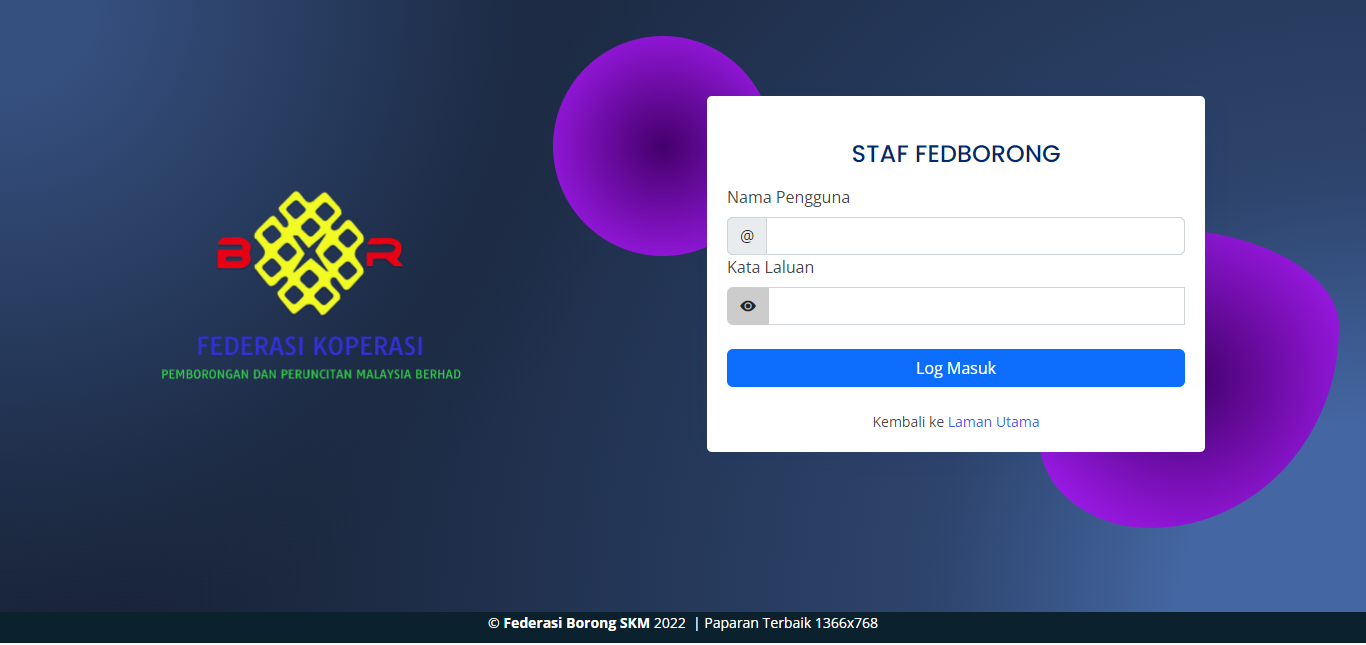 B R
FEDERASI KOPERASI
PEMBORONGAN DAN PERUNCITAN MALAYSIA BERHAD
STAF FEDBORONG
Nama Pengguna
@
Kata Laluan
Log Masuk
Kembali ke Laman Utama
© Federasi Borong SKM 2022 | Paparan Terbaik 1366x768